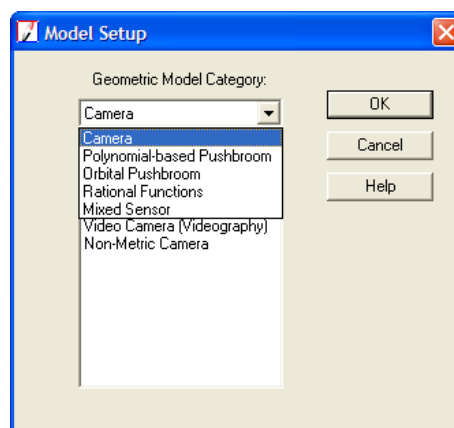 Model Setup
Geometric Model Category:
Camera
OK
Camera
Polynomial-based Pushbroom
Cancel
Orbital Pushbroom
Rational Functions
Help
Mixed Sensor
Video Camera (Videography)
Non-Metric Camera